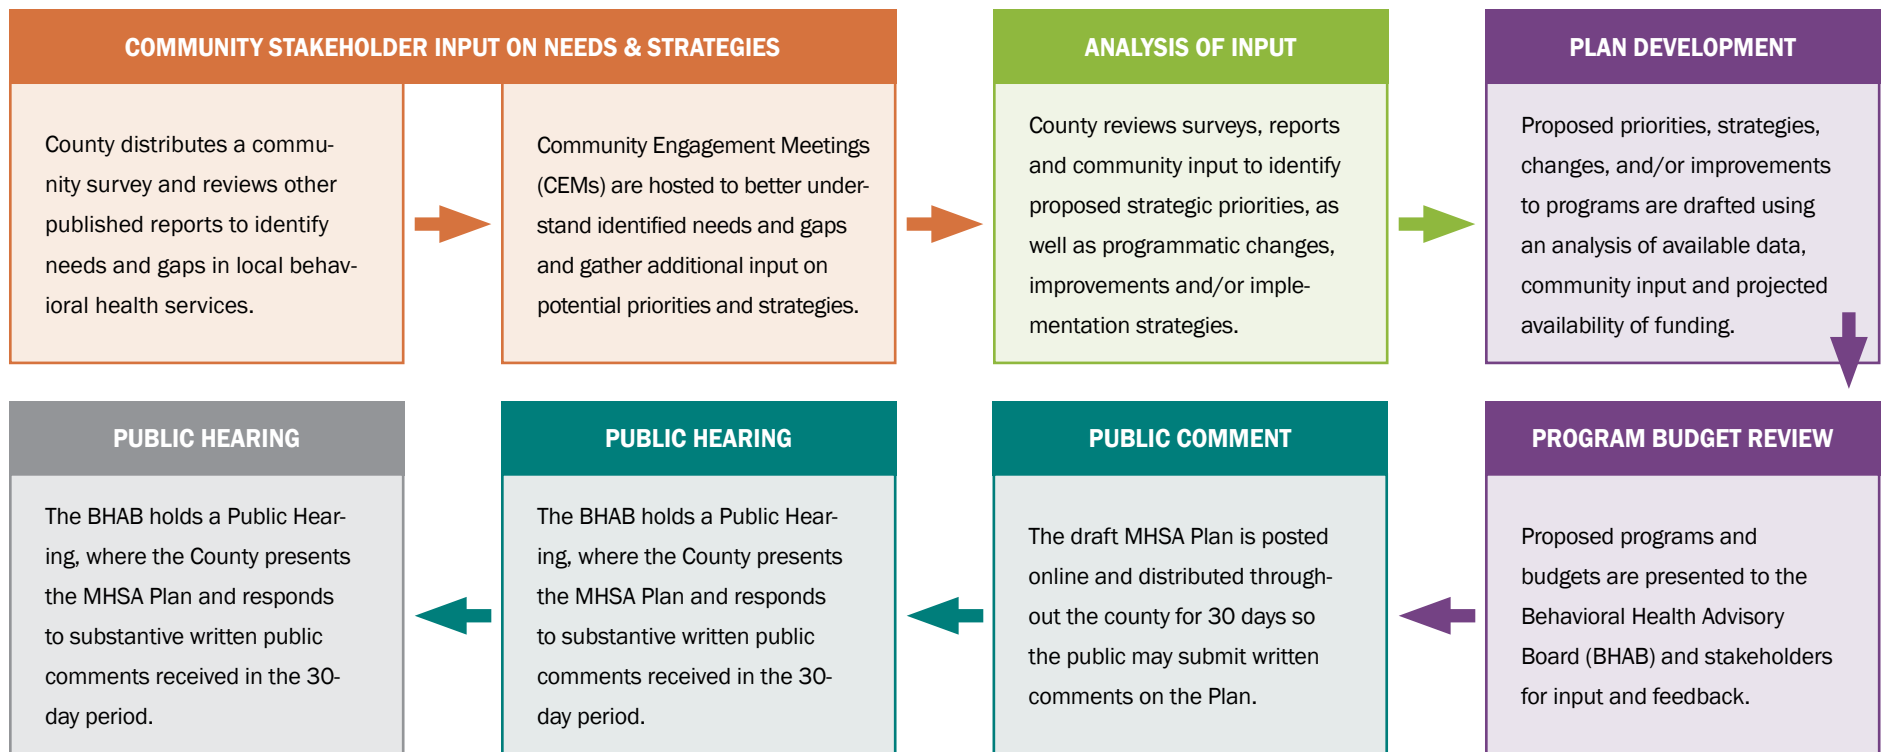 COMMUNITY STAKEHOLDER INPUT ON NEEDS & STRATEGIES
County distributes a commu-
nity survey and reviews other
published reports to identify
needs and gaps in local behav-
ioral health services.
Community Engagement Meetings
(CEMs) are hosted to better under-
stand identified needs and gaps
and gather additional input on
potential priorities and strategies.
ANALYSIS OF INPUT
County reviews surveys, reports
and community input to identify
proposed strategic priorities, as
well as programmatic changes,
improvements and/or imple-
mentation strategies.
PLAN DEVELOPMENT
Proposed priorities, strategies,
changes, and/or improvements
to programs are drafted using
an analysis of available data,
community input and projected
availability of funding.
PROGRAM BUDGET REVIEW
Proposed programs and
budgets are presented to the
Behavioral Health Advisory
Board (BHAB) and stakeholders
for input and feedback.
PUBLIC COMMENT
The draft MHSA Plan is posted
online and distributed through-
out the county for 30 days so
the public may submit written
comments on the Plan.
PUBLIC HEARING
The BHAB holds a Public Hear-
ing, where the County presents
the MHSA Plan and responds
to substantive written public
comments received in the 30-
day period.
PUBLIC HEARING
The BHAB holds a Public Hear-
ing, where the County presents
the MHSA Plan and responds
to substantive written public
comments received in the 30-
day period.